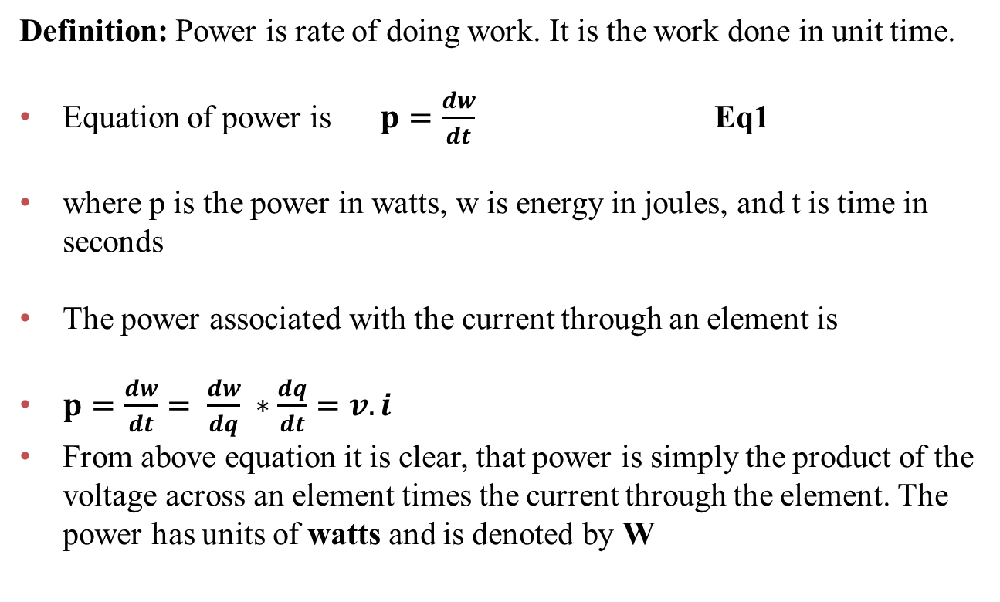 Definition: Power is rate of doing work. It is the work done in unit time.
• Equation of power is p = dw/dt Eq1
• where p is the power in watts, w is energy in joules, and t is time in
seconds
• The power associated with the current through an element is
• p = dw/dt = dw/dq * dq/dt = v.i
• From above equation it is clear, that power is simply the product of the
voltage across an element times the current through the element. The
power has units of watts and is denoted by W